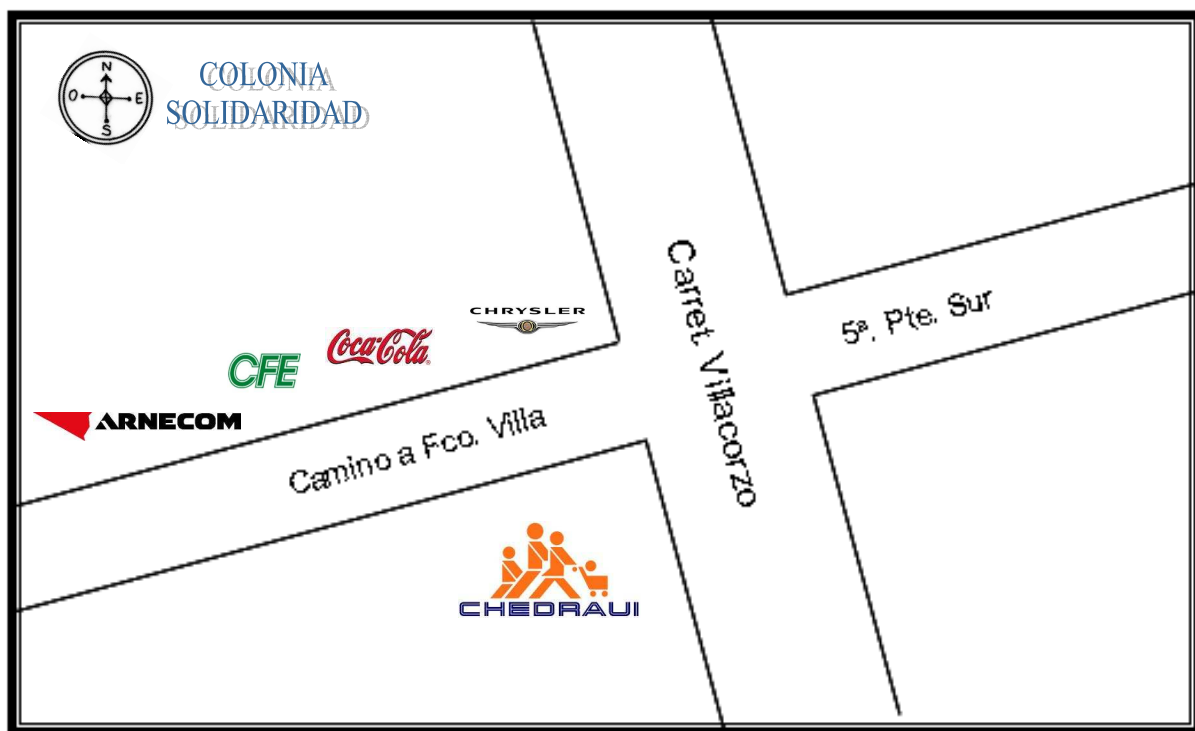 N
O E
S
COLONIA
SOLIDARIDAD
Carret Villacorzo
5ª. Pte. Sur
CHRYSLER
Coca-Cola
CFE
ARNECOM
Camino a Fco. Villa
CHEDRAUI